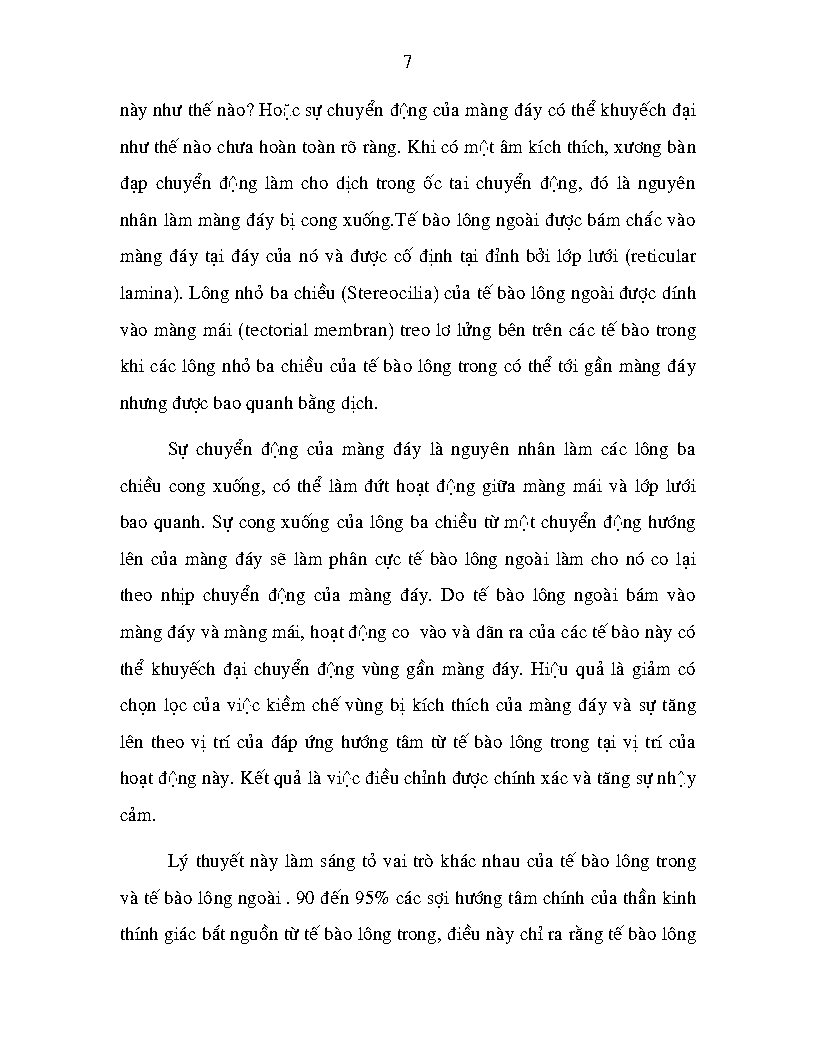 7
này như thế nào? Hoặc sự chuyển động của màng đáy có thể khuyếch đại
như thế nào chưa hoàn toàn rõ ràng. Khi có một âm kích thích, xương bàn
đạp chuyển động làm cho dịch trong ốc tai chuyển động, đó là nguyên
nhân làm màng đáy bị cong xuống.Tế bào lông ngoài được bám chắc vào
màng đáy tại đáy của nó và được cố định tại đỉnh bởi lớp lưới (reticular
lamina). Lông nhỏ ba chiều (Stereocilia) của tế bào lông ngoài được dính
vào màng mái (tectorial membran) treo lơ lửng bên trên các tế bào trong
khi các lông nhỏ ba chiều của tế bào lông trong có thể tới gần màng đáy
nhưng được bao quanh bằng dịch.
Sự chuyển động của màng đáy là nguyên nhân làm các lông ba
chiều cong xuống, có thể làm đứt hoạt động giữa màng mái và lớp lưới
bao quanh. Sự cong xuống của lông ba chiều từ một chuyển động hướng
lên của màng đáy sẽ làm phân cực tế bào lông ngoài làm cho nó co lại
theo nhịp chuyển động của màng đáy. Do tế bào lông ngoài bám vào
màng đáy và màng mái, hoạt động co  vào và dãn ra của các tế bào này có
thể khuyếch đại chuyển động vùng gần màng đáy. Hiệu quả là giảm có
chọn lọc của việc kiềm chế vùng bị kích thích của màng đáy và sự tăng
lên theo vị trí của đáp ứng hướng tâm từ tế bào lông trong tại vị trí của
hoạt động này. Kết quả là việc điều chỉnh được chính xác và tăng sự nhậy
cảm.
Lý thuyết này làm sáng tỏ vai trò khác nhau của tế bào lông trong
và tế bào lông ngoài . 90 đến 95% các sợi hướng tâm chính của thần kinh
thính giác bắt nguồn từ tế bào lông trong, điều này chỉ ra rằng tế bào lông